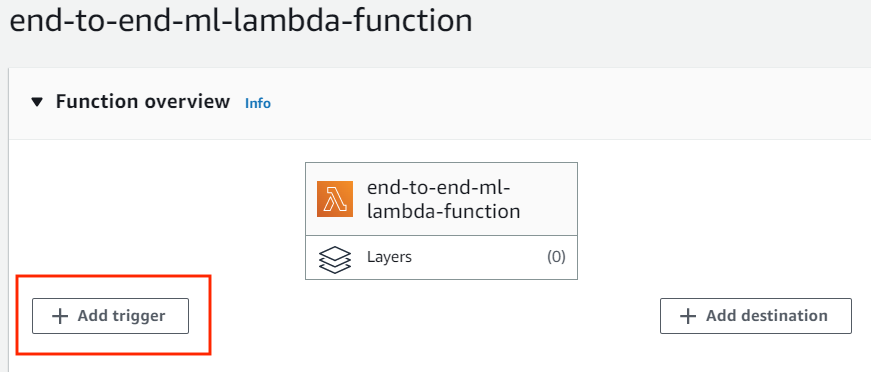 end-to-end-ml-lambda-function
Function overview Info
end-to-end-ml-
lambda-function
Layers (0)
Add trigger
Add destination